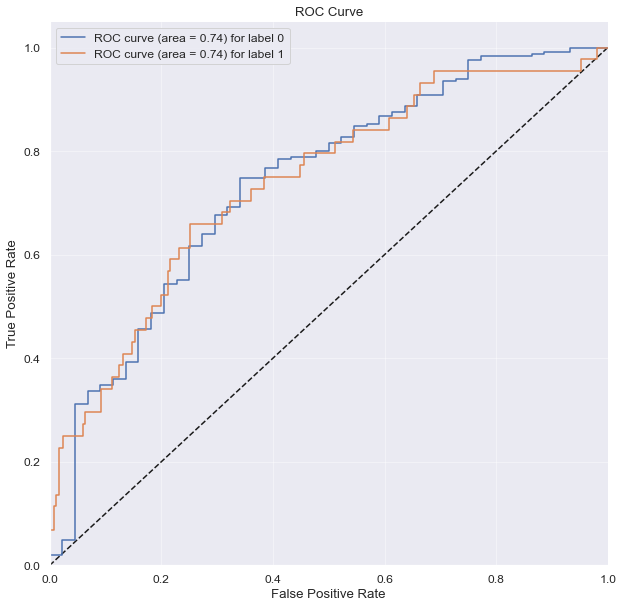 ROC Curve
ROC curve (area = 0.74) for label 0
ROC curve (area = 0.74) for label 1
1.0
0.8
0.6
0.4
0.2
0.0
True Positive Rate
0.0 0.2 0.4 0.6 0.8 1.0
False Positive Rate